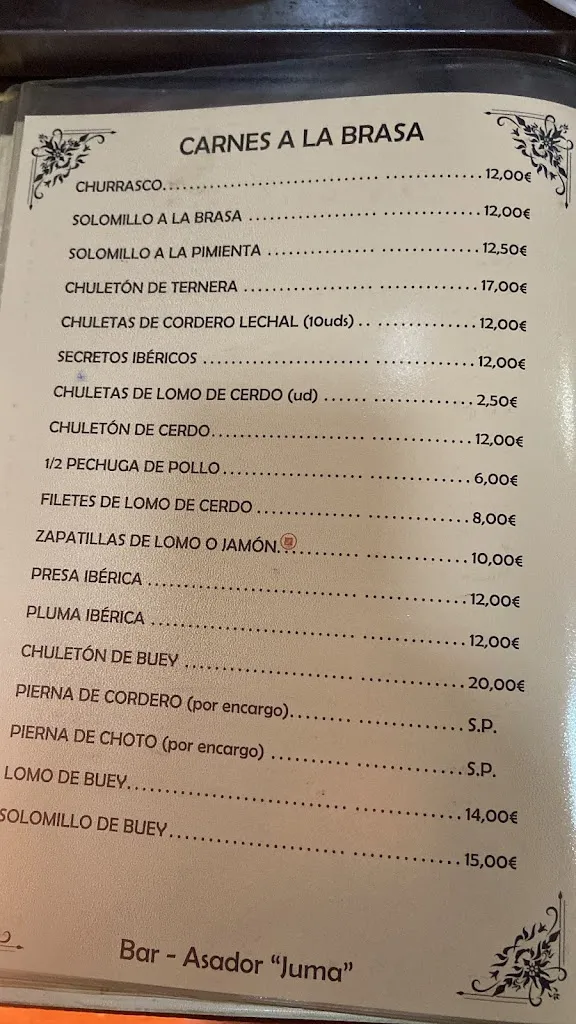 CARNES A LA BRASA
CHURRASCO 12,00€
SOLOMILLO A LA BRASA 12,00€
SOLOMILLO A LA PIMIENTA 12,50€
CHULETÓN DE TERNERA 17,00€
CHULETAS DE CORDERO LECHAL (10uds) 12,00€
SECRETOS IBÉRICOS 12,00€
CHULETAS DE LOMO DE CERDO (ud) 2,50€
CHULETÓN DE CERDO 12,00€
1/2 PECHUGA DE POLLO 6,00€
FILETES DE LOMO DE CERDO 8,00€
ZAPATILLAS DE LOMO O JAMÓN 10,00€
PRESA IBÉRICA 12,00€
PLUMA IBÉRICA 12,00€
CHULETÓN DE BUEY 20,00€
PIERNA DE CORDERO (por encargo) S.P.
PIERNA DE CHOTO (por encargo) S.P.
LOMO DE BUEY 14,00€
SOLOMILLO DE BUEY 15,00€
Bar - Asador "Juma"